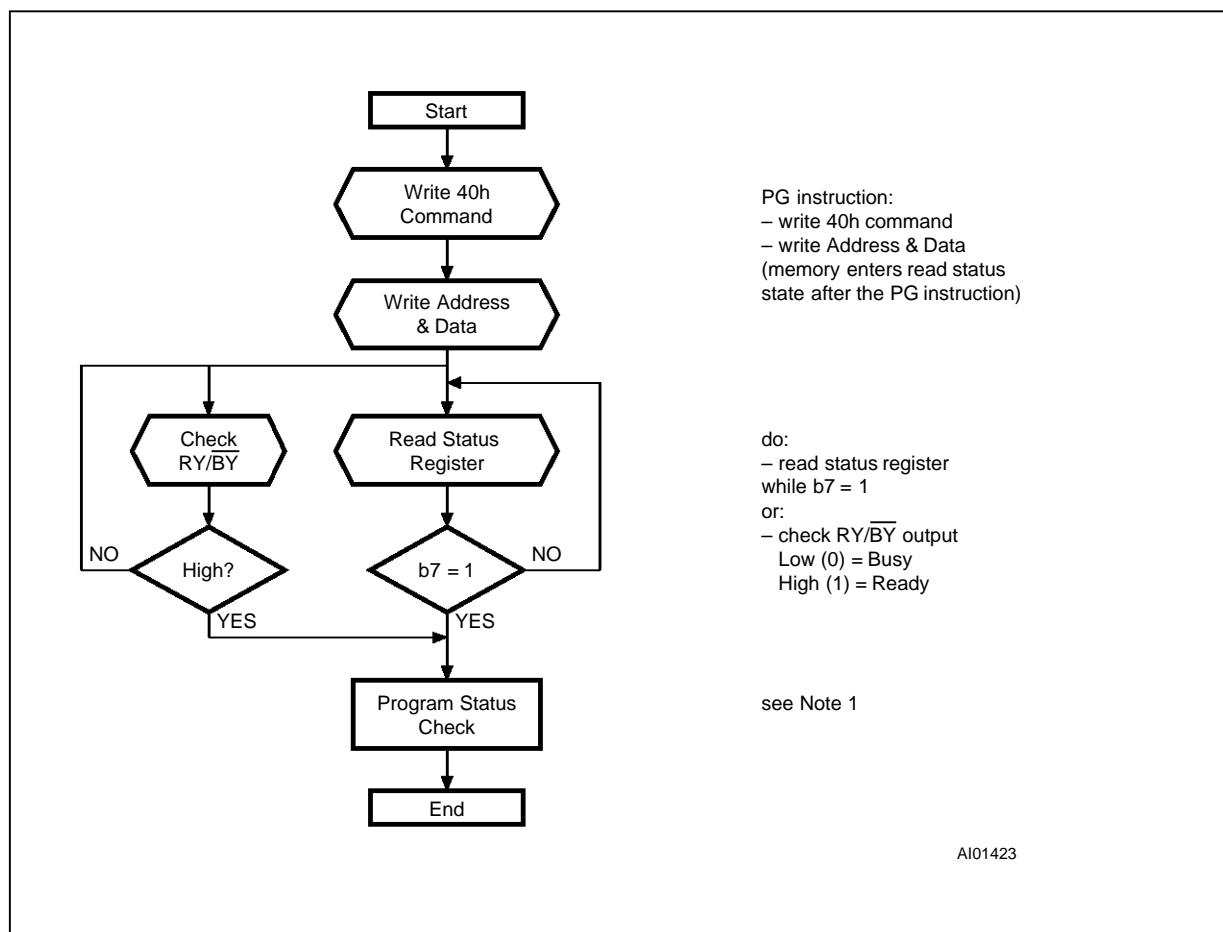 Start
Write 40h
Command
PG instruction:
– write 40h command
– write Address & Data
(memory enters read status
state after the PG instruction)
Write Address
& Data
Check
RY/B̅Y̅
Read Status
Register
do:
– read status register
while b7 = 1
or:
– check RY/B̅Y̅ output
Low (0) = Busy
High (1) = Ready
NO
High?
YES
b7 = 1
NO
YES
Program Status
Check
see Note 1
End
AI01423